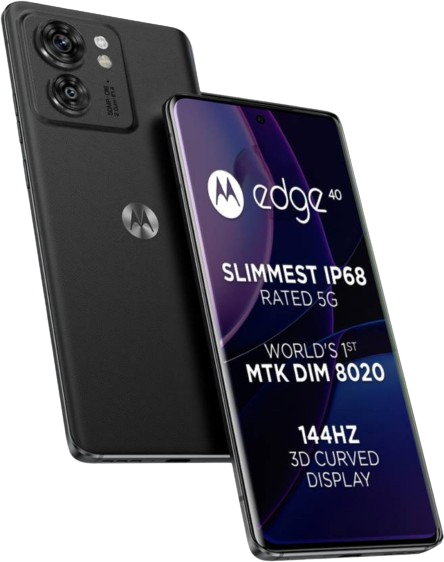 edge 40
SLIMMEST IP68
RATED 5G
WORLD'S 1ST
MTK DIM 8020
144HZ
3D CURVED
DISPLAY